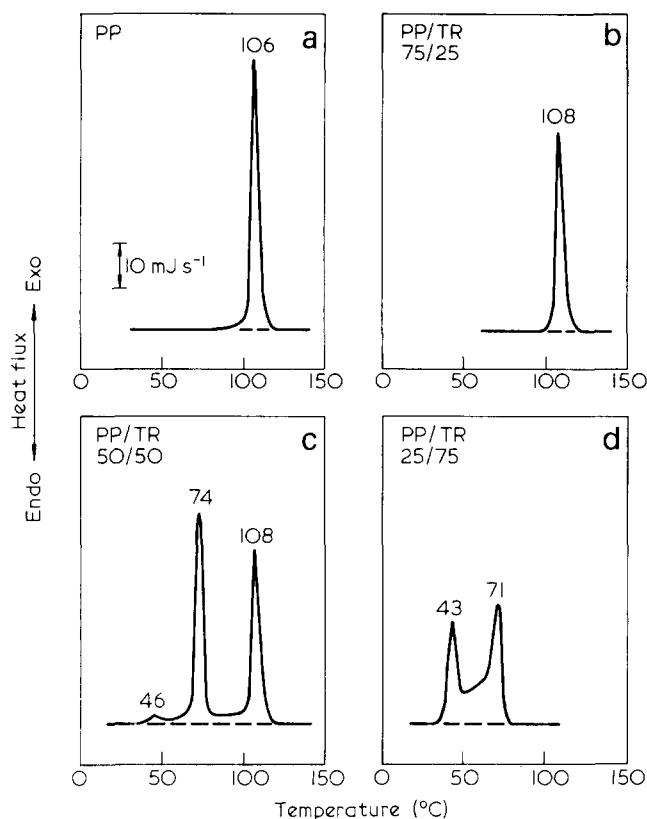 PP
a
106
10 mJ s⁻¹
0 50 100 150
PP/TR
75/25
b
108
0 50 100 150
Endo Heat flux Exo
PP/TR
50/50
c
74
108
46
0 50 100 150
PP/TR
25/75
d
43
71
0 50 100 150
Temperature (°C)